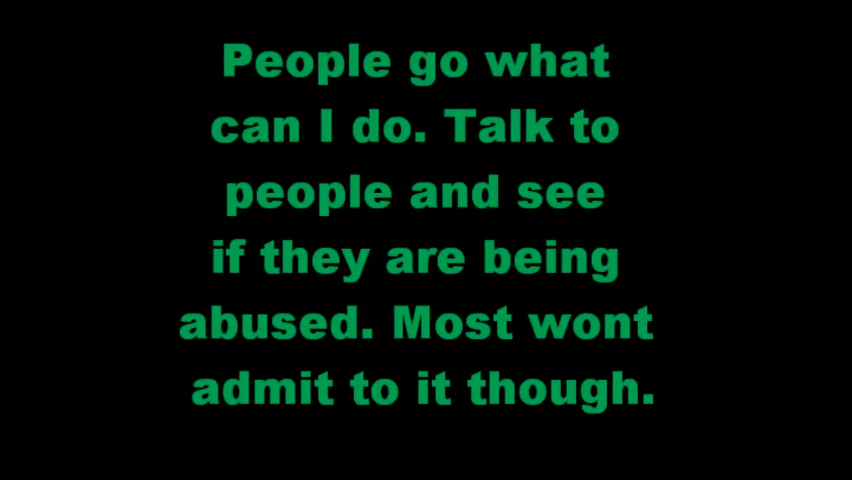 People go what
can I do. Talk to
people and see
if they are being
abused. Most wont
admit to it though.